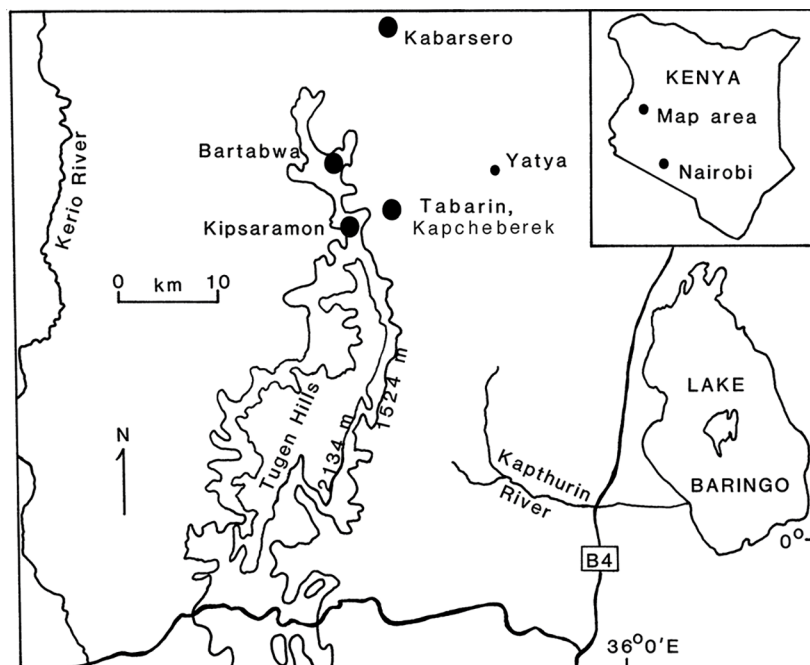 Kabarsero
KENYA
Map area
Nairobi
Bartabwa
Yatya
Kerio River
Tabarin,
Kapcheberek
Kipsaramon
0 km 10
Tugen Hills
2134 m
1524 m
LAKE
BARINGO
N
Kapthurin
River
0°
B4
36°0'E